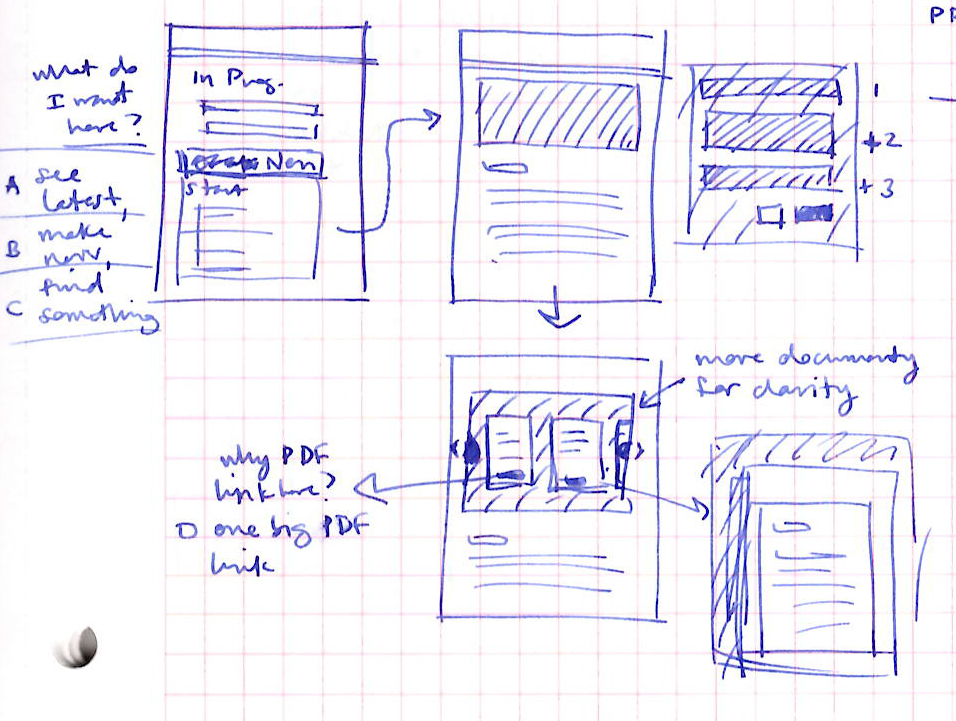 PR
what do
I want
here?
A see
latest,
B make
new,
C find
something
In Prog.
New
Start
1
+2
+3
more documenty
for clarity
why PDF
link here?
D one big PDF
link